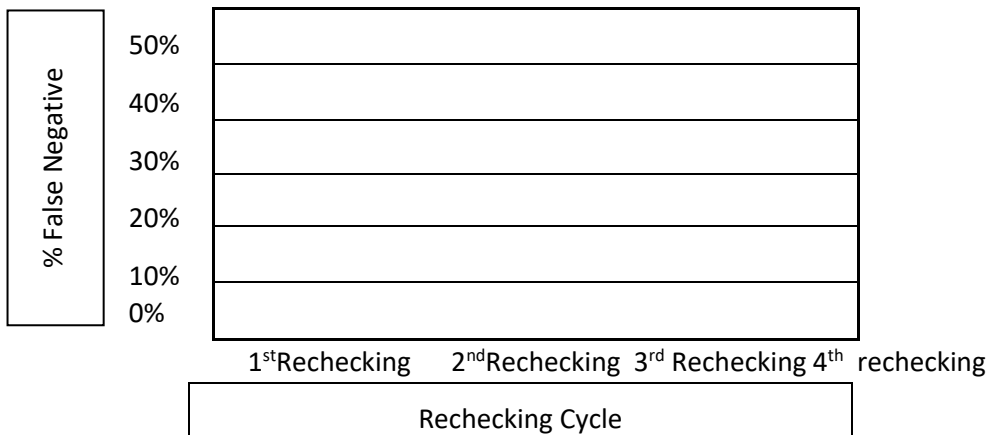 % False Negative
50%
40%
30%
20%
10%
0%
1stRechecking 2ndRechecking 3rd Rechecking 4th rechecking
Rechecking Cycle